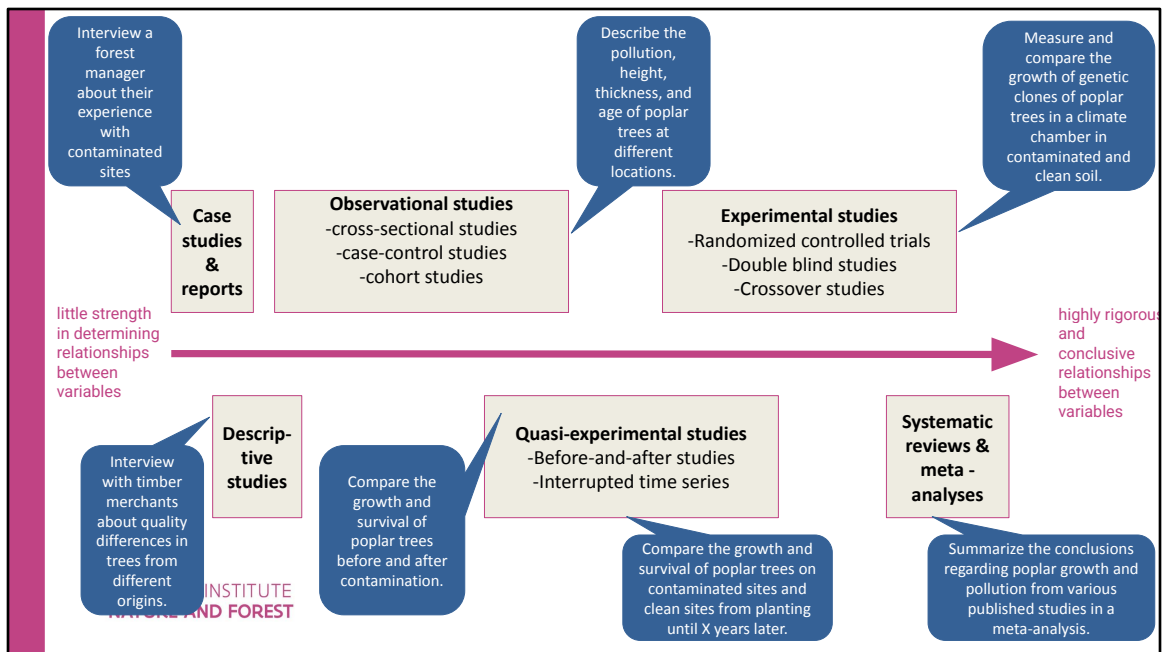 Interview a
forest
manager
about their
experience
with
contaminated
sites
Describe the
pollution,
height,
thickness, and
age of poplar
trees at
different
locations.
Measure and
compare the
growth of genetic
clones of poplar
trees in a climate
chamber in
contaminated and
clean soil.
Case
studies
&
reports
Observational studies
-cross-sectional studies
-case-control studies
-cohort studies
Experimental studies
-Randomized controlled trials
-Double blind studies
-Crossover studies
little strength
in determining
relationships
between
variables
highly rigorous
and
conclusive
relationships
between
variables
Descrip-
tive
studies
Quasi-experimental studies
-Before-and-after studies
-Interrupted time series
Systematic
reviews &
meta -
analyses
Interview
with timber
merchants
about quality
differences in
trees from
different
origins.
Compare the
growth and
survival of
poplar trees
before and after
contamination.
Compare the growth and
survival of poplar trees on
contaminated sites and
clean sites from planting
until X years later.
Summarize the conclusions
regarding poplar growth and
pollution from various
published studies in a
meta-analysis.
INSTITUTE
AND FOREST